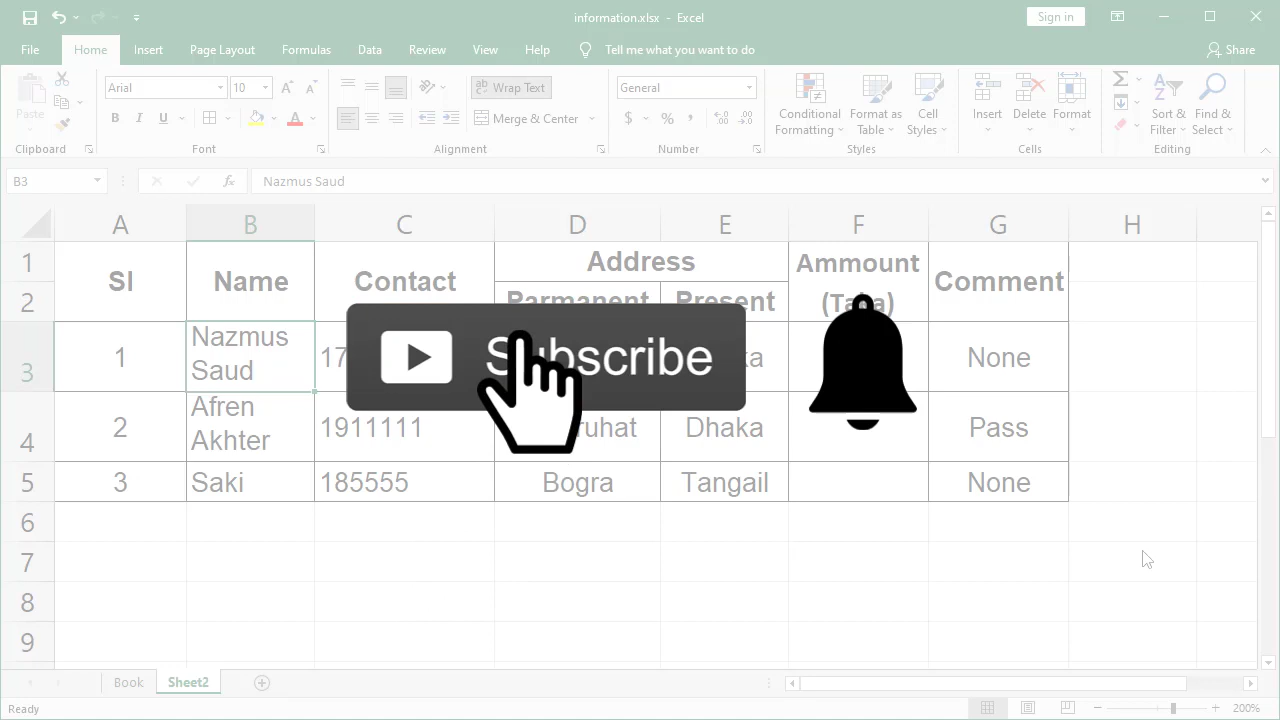 information.xlsx - Excel
Sign in
File Home Insert Page Layout Formulas Data Review View Help Tell me what you want to do Share
Paste
Arial 10
B I U
Wrap Text
Merge & Center
General
$ % ,
Conditional Formatting
Format as Table
Cell Styles
Insert Delete Format
Sort & Filter
Find & Select
Clipboard Font Alignment Number Styles Cells Editing
B3 fx Nazmus Saud
A B C D E F G H
1 Sl Name Contact Address Ammount (Taka) Comment
2 Parmanent Present
3 1 Nazmus Saud 17 None
Subscribe
4 2 Afren Akhter 1911111 Dhaka Pass
5 3 Saki 185555 Bogra Tangail None
6
7
8
9
Book Sheet2
Ready 200%